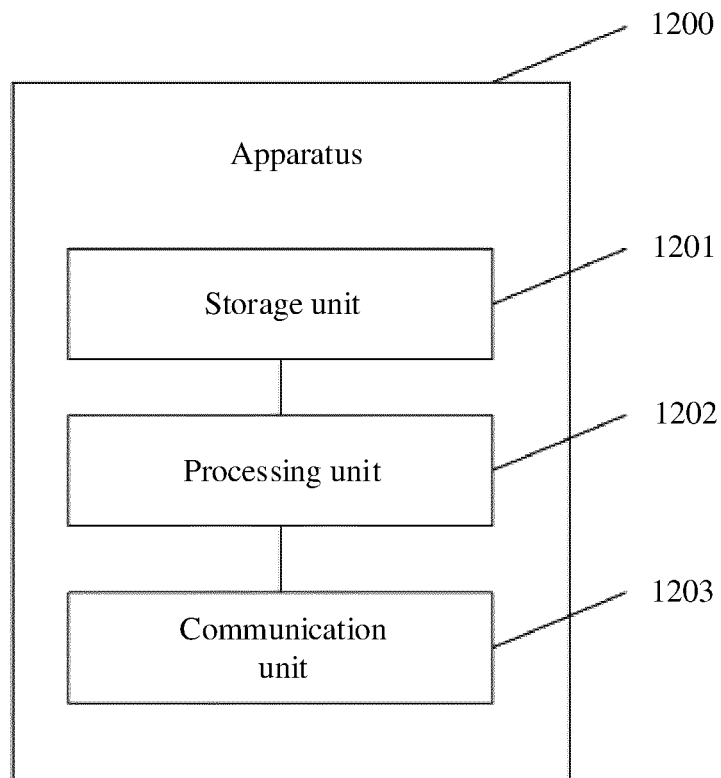 1200
Apparatus
1201
Storage unit
1202
Processing unit
1203
Communication
unit